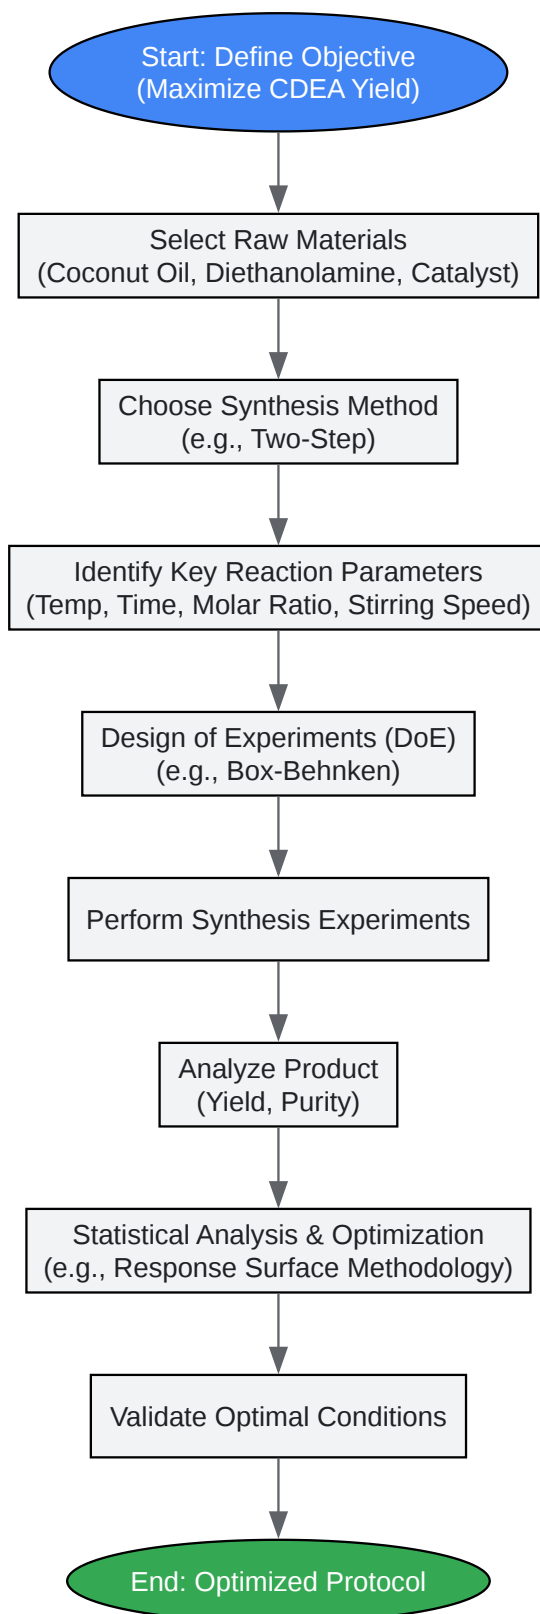 Start: Define Objective
(Maximize CDEA Yield)
Select Raw Materials
(Coconut Oil, Diethanolamine, Catalyst)
Choose Synthesis Method
(e.g., Two-Step)
Identify Key Reaction Parameters
(Temp, Time, Molar Ratio, Stirring Speed)
Design of Experiments (DoE)
(e.g., Box-Behnken)
Perform Synthesis Experiments
Analyze Product
(Yield, Purity)
Statistical Analysis & Optimization
(e.g., Response Surface Methodology)
Validate Optimal Conditions
End: Optimized Protocol